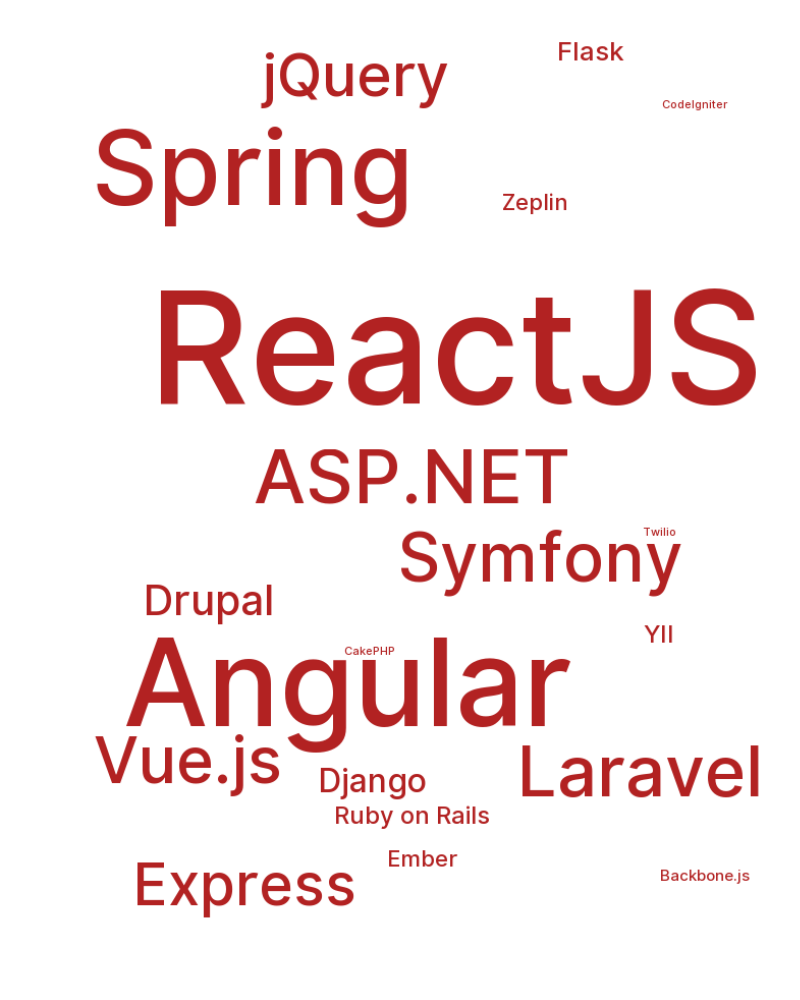 Flask
jQuery
CodeIgniter
Spring
Zeplin
ReactJS
ASP.NET
Twilio
Symfony
Drupal
YII
CakePHP
Angular
Vue.js
Laravel
Django
Ruby on Rails
Ember
Backbone.js
Express